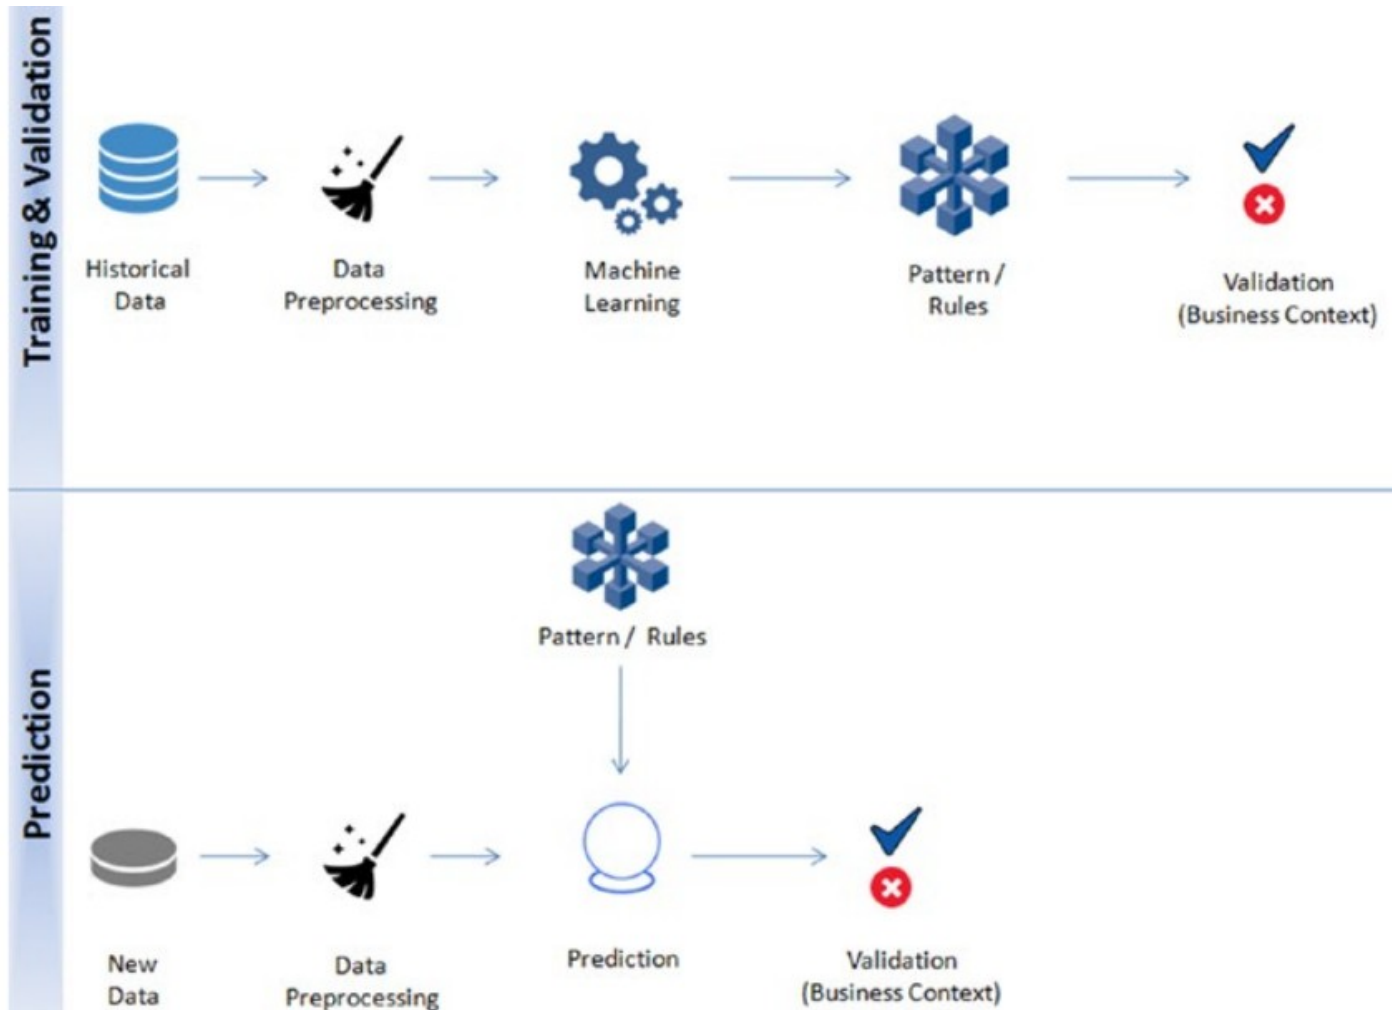 Training & Validation
Historical
Data
Data
Preprocessing
Machine
Learning
Pattern /
Rules
Validation
(Business Context)
Prediction
Pattern / Rules
New
Data
Data
Preprocessing
Prediction
Validation
(Business Context)